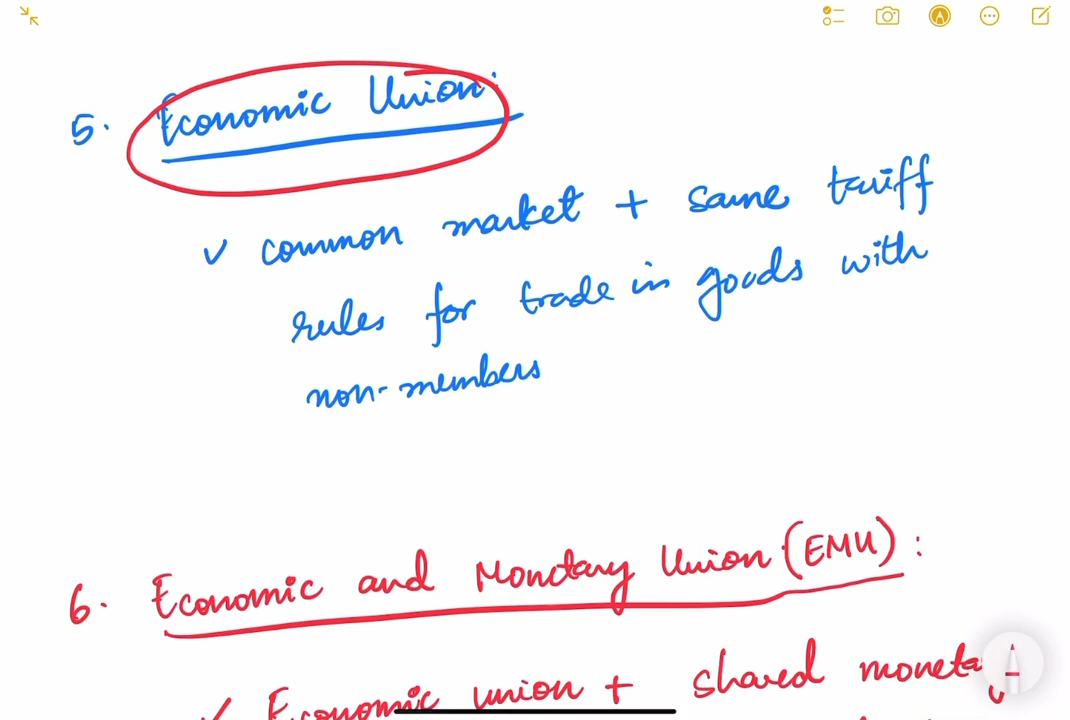 5. Economic Union:
✓ common market + same tariff
rules for trade in goods with
non-members
6. Economic and Monetary Union (EMU):
✓ Economic union + shared monetary